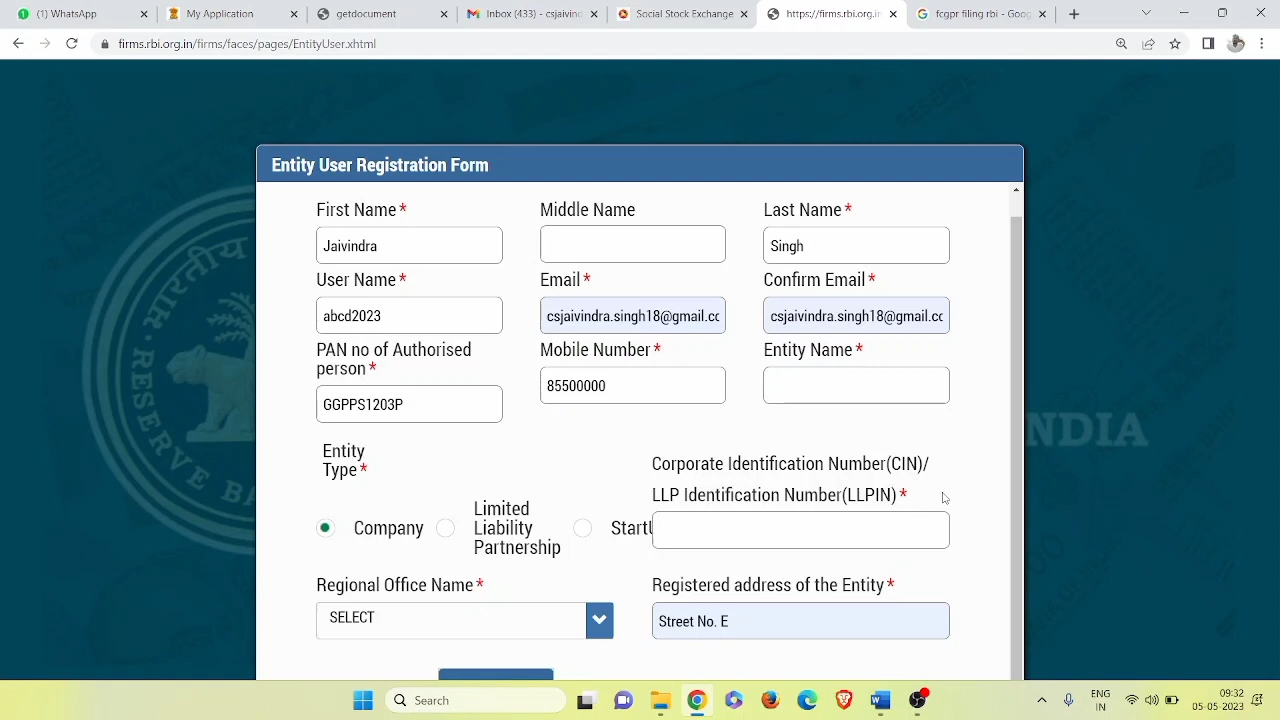 (1) WhatsApp
My Application
getdocument
Inbox (433) - csjaivind
Social Stock Exchange
https://firms.rbi.org.in
fcgpr filing rbi - Goog
firms.rbi.org.in/firms/faces/pages/EntityUser.xhtml
Entity User Registration Form
First Name*
Middle Name
Last Name*
Jaivindra
Singh
User Name*
Email*
Confirm Email*
abcd2023
csjaivindra.singh18@gmail.cc
csjaivindra.singh18@gmail.cc
PAN no of Authorised
person*
Mobile Number*
Entity Name*
GGPPS1203P
85500000
Entity
Type*
Corporate Identification Number(CIN)/
LLP Identification Number(LLPIN)*
Company
Limited
Liability
Partnership
StartU
Regional Office Name*
Registered address of the Entity*
SELECT
Street No. E
भारतीय रिज़र्व
RESERVE BA
INDIA
Search
ENG
IN
09:32
05-05-2023